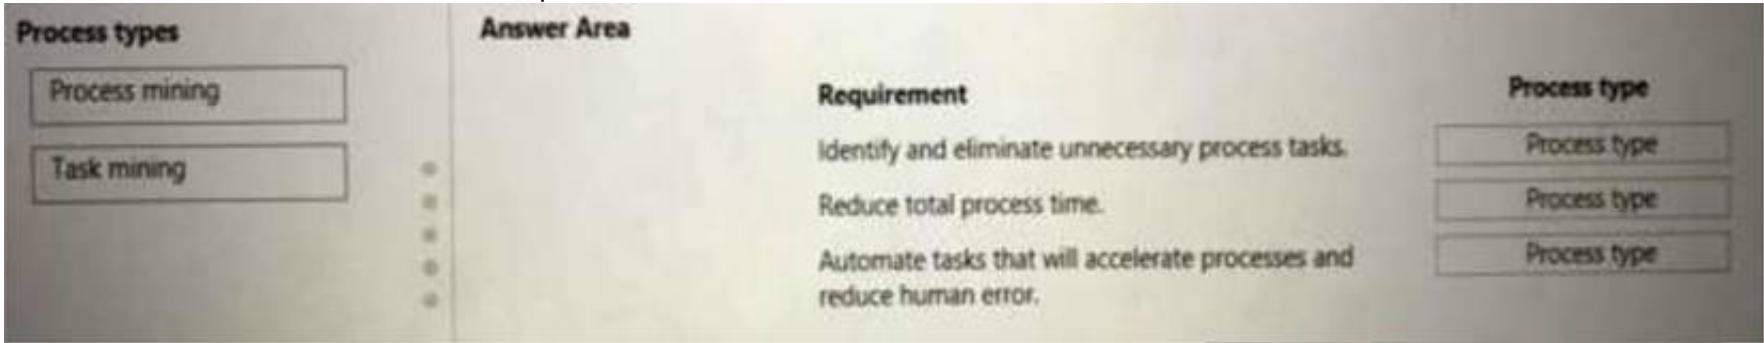 Process types
Process mining
Task mining
Answer Area
Requirement
Process type
Identify and eliminate unnecessary process tasks.
Process type
Reduce total process time.
Process type
Automate tasks that will accelerate processes and
reduce human error.
Process type